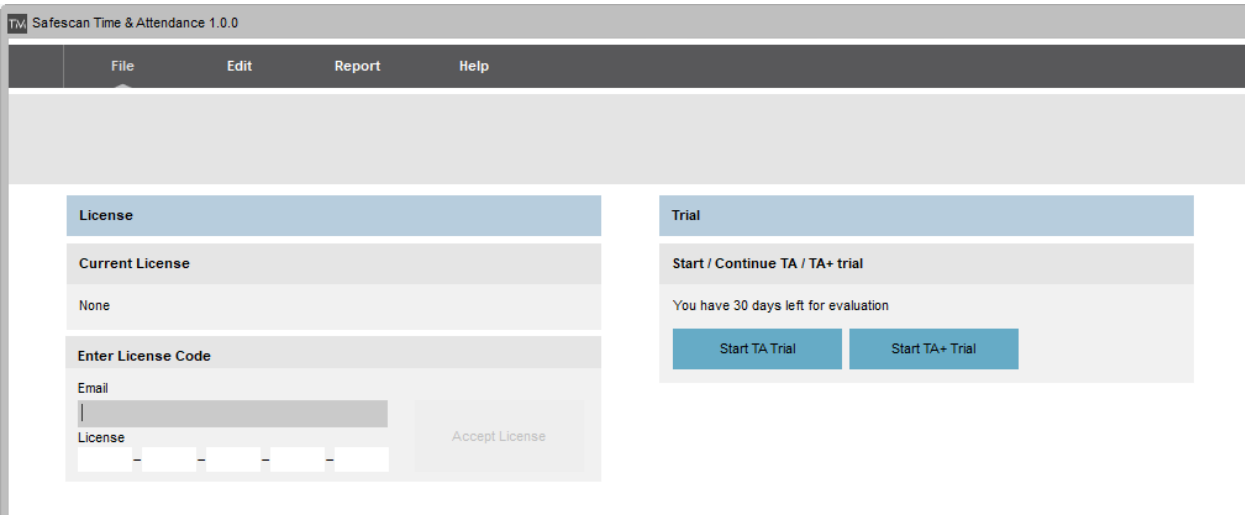 TM Safescan Time & Attendance 1.0.0
File Edit Report Help
License
Current License
None
Enter License Code
Email
License
– – – –
Accept License
Trial
Start / Continue TA / TA+ trial
You have 30 days left for evaluation
Start TA Trial Start TA+ Trial